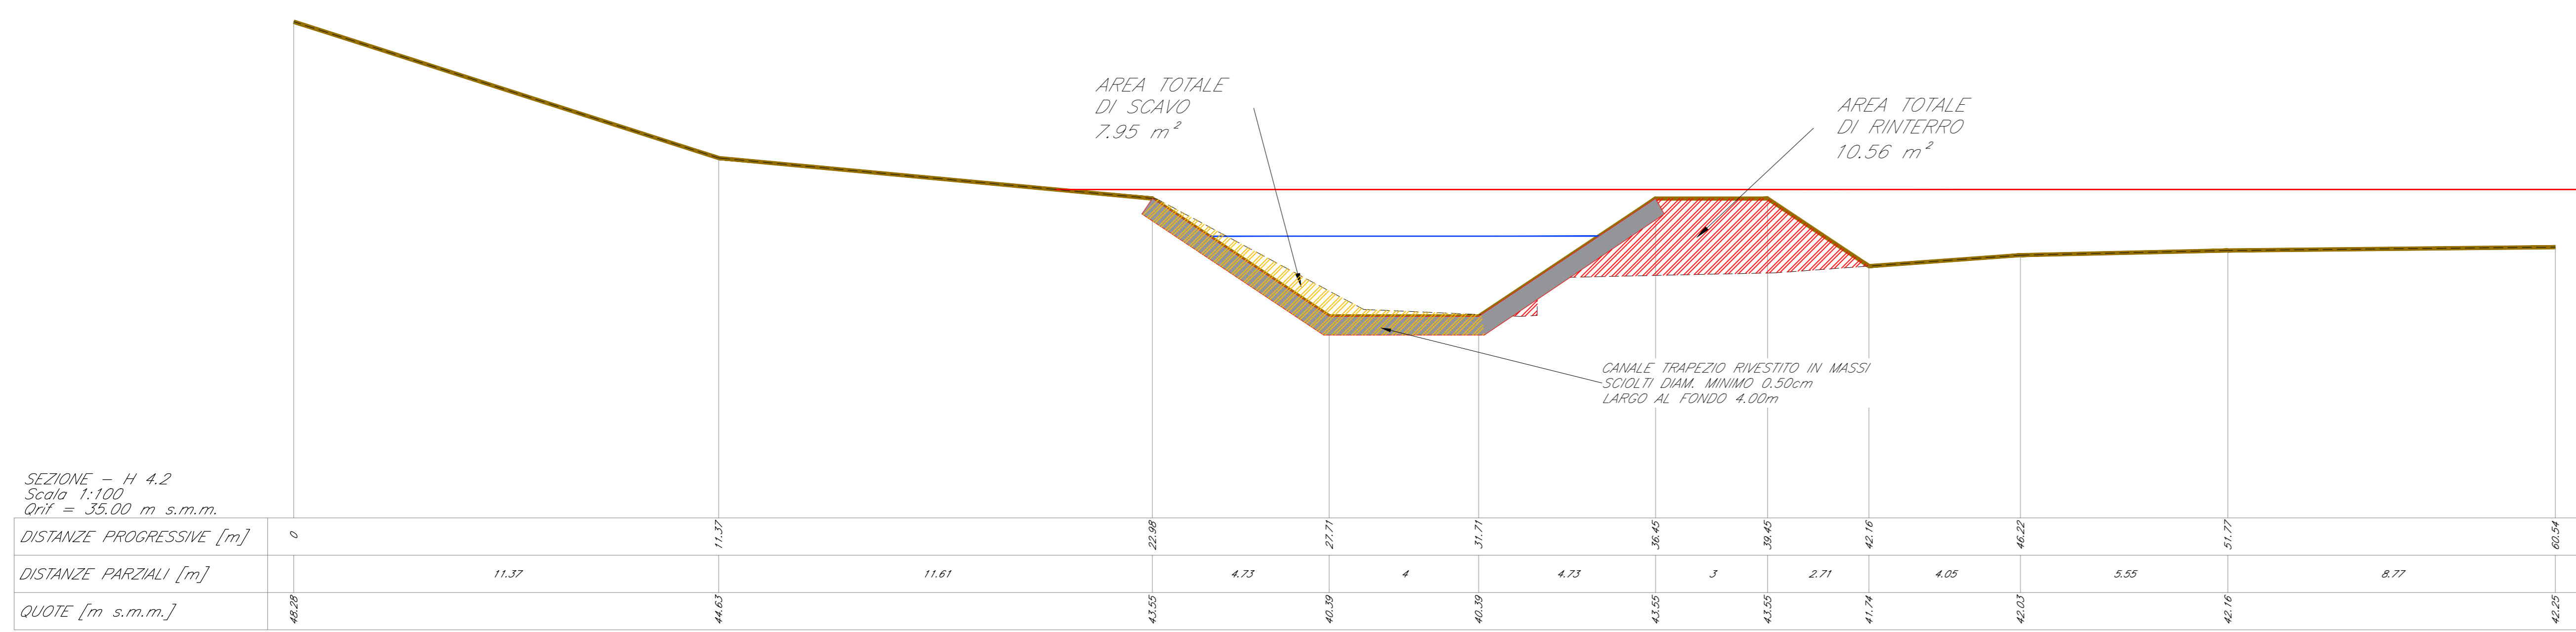 AREA TOTALE
DI SCAVO
7.95 m²
AREA TOTALE
DI RINTERRO
10.56 m²
CANALE TRAPEZIO RIVESTITO IN MASSI
SCIOLTI DIAM. MINIMO 0.50cm
LARGO AL FONDO 4.00m
SEZIONE - H 4.2
Scala 1:100
Qrif = 35.00 m s.m.m.
DISTANZE PROGRESSIVE [m] 0 11.37 22.98 27.71 31.71 36.45 39.45 42.16 46.22 51.77 60.54
DISTANZE PARZIALI [m] 11.37 11.61 4.73 4 4.73 3 2.71 4.05 5.55 8.77
QUOTE [m s.m.m.] 48.28 44.63 43.55 40.39 40.39 43.55 43.55 41.74 42.03 42.16 42.25